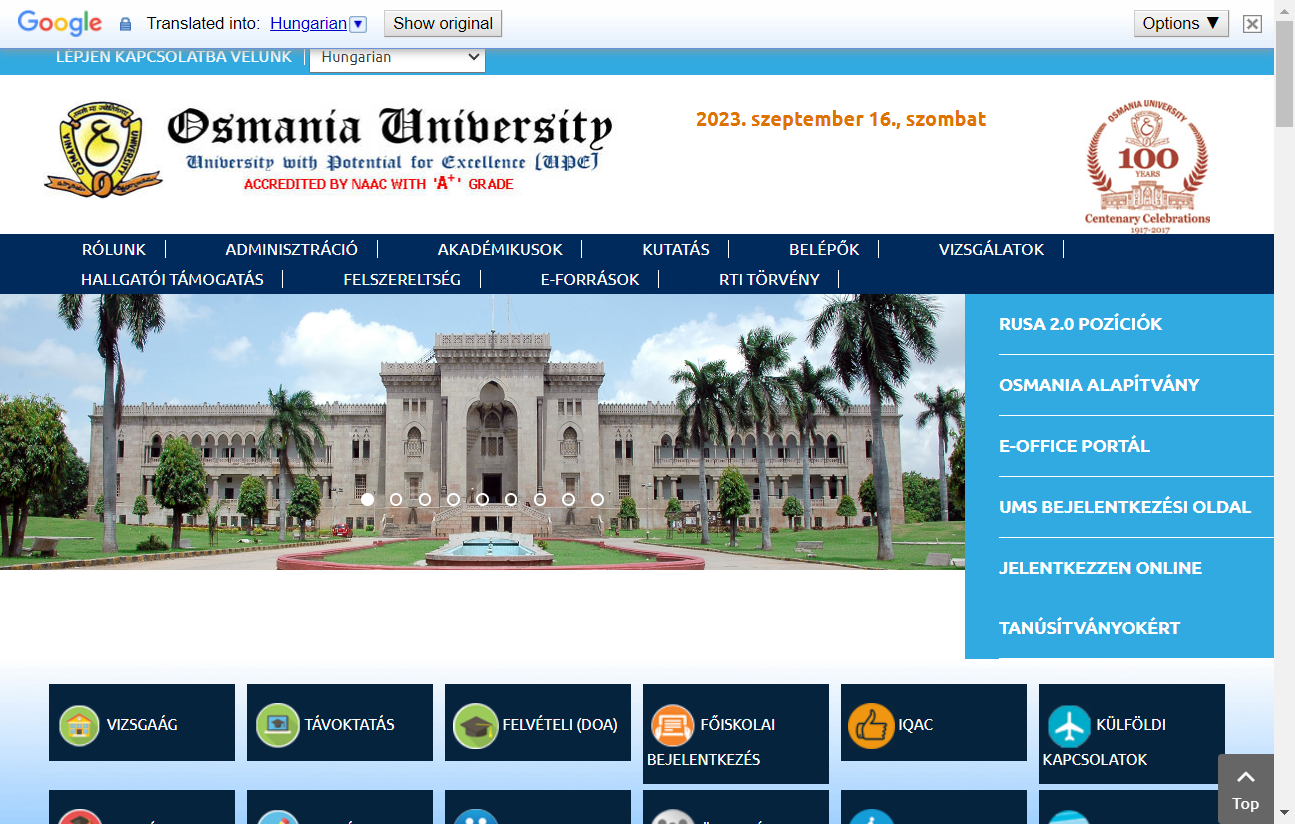 Google Translated into: Hungarian ▼ Show original Options ▼
LÉPJEN KAPCSOLATBA VELÜNK Hungarian
Osmania University
University with Potential for Excellence [UPE]
ACCREDITED BY NAAC WITH 'A+' GRADE
2023. szeptember 16., szombat
OSMANIA UNIVERSITY
100
YEARS
Centenary Celebrations
1917-2017
RÓLUNK ADMINISZTRÁCIÓ AKADÉMIKUSOK KUTATÁS BELÉPŐK VIZSGÁLATOK
HALLGATÓI TÁMOGATÁS FELSZERELTSÉG E-FORRÁSOK RTI TÖRVÉNY
RUSA 2.0 POZÍCIÓK
OSMANIA ALAPÍTVÁNY
E-OFFICE PORTÁL
UMS BEJELENTKEZÉSI OLDAL
JELENTKEZZEN ONLINE
TANÚSÍTVÁNYOKÉRT
VIZSGAÁG
TÁVOKTATÁS
FELVÉTELI (DOA)
FŐISKOLAI
BEJELENTKEZÉS
IQAC
KÜLFÖLDI
KAPCSOLATOK
Top